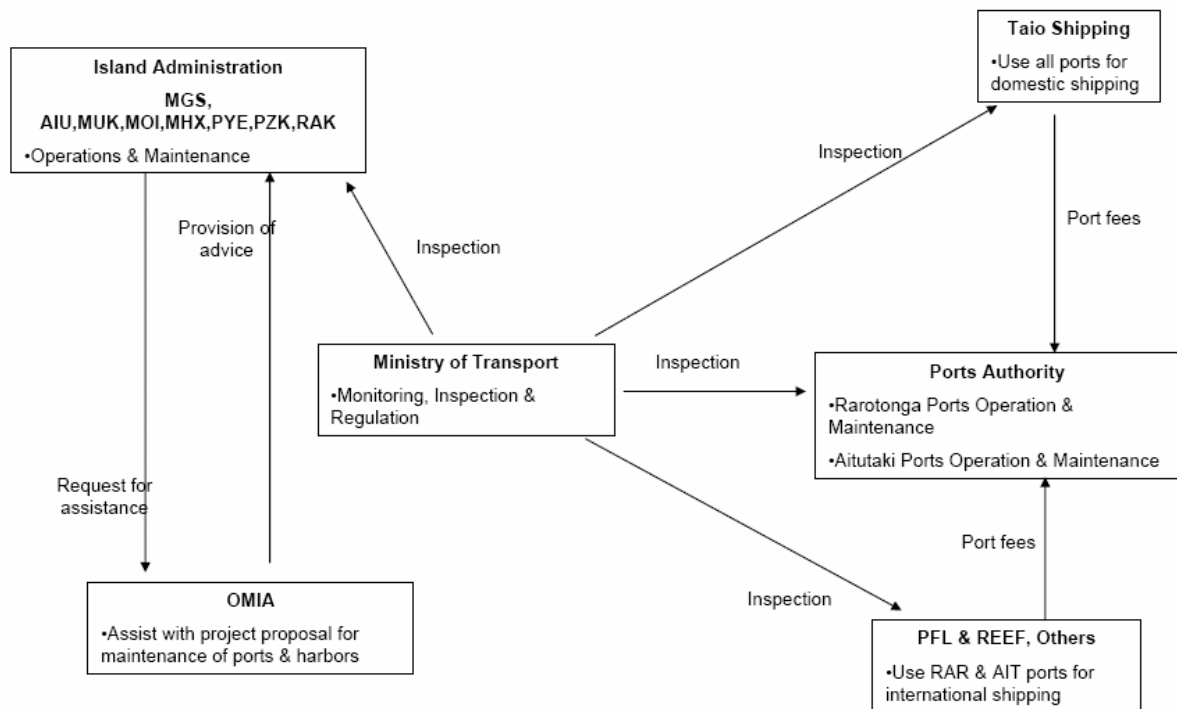 Island Administration
MGS,
AIU,MUK,MOI,MHX,PYE,PZK,RAK
•Operations & Maintenance
Taio Shipping
•Use all ports for
domestic shipping
Inspection
Provision of
advice
Inspection
Port fees
Ministry of Transport
•Monitoring, Inspection &
Regulation
Inspection
Ports Authority
•Rarotonga Ports Operation &
Maintenance
•Aitutaki Ports Operation & Maintenance
Request for
assistance
Port fees
OMIA
•Assist with project proposal for
maintenance of ports & harbors
Inspection
PFL & REEF, Others
•Use RAR & AIT ports for
international shipping